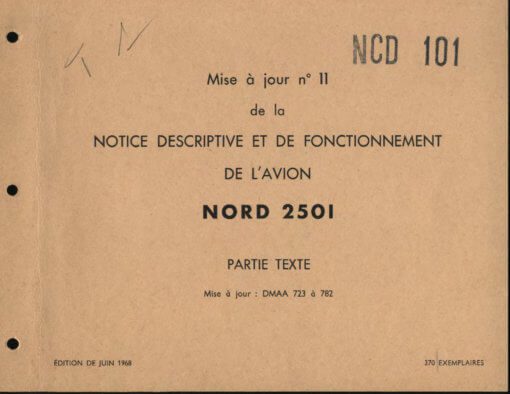 NCD 101
Mise à jour n° 11
de la
NOTICE DESCRIPTIVE ET DE FONCTIONNEMENT
DE L'AVION
NORD 2501
PARTIE TEXTE
Mise à jour : DMAA 723 à 782
ÉDITION DE JUIN 1968
370 EXEMPLAIRES